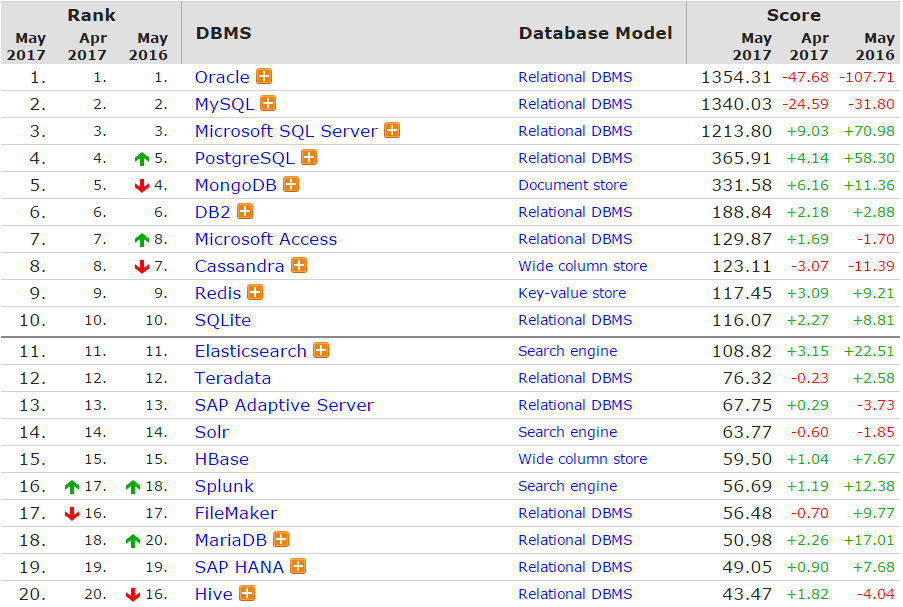 Rank DBMS Database Model Score
May 2017 Apr 2017 May 2016 May 2017 Apr 2017 May 2016
1. 1. 1. Oracle Relational DBMS 1354.31 -47.68 -107.71
2. 2. 2. MySQL Relational DBMS 1340.03 -24.59 -31.80
3. 3. 3. Microsoft SQL Server Relational DBMS 1213.80 +9.03 +70.98
4. 4. 5. PostgreSQL Relational DBMS 365.91 +4.14 +58.30
5. 5. 4. MongoDB Document store 331.58 +6.16 +11.36
6. 6. 6. DB2 Relational DBMS 188.84 +2.18 +2.88
7. 7. 8. Microsoft Access Relational DBMS 129.87 +1.69 -1.70
8. 8. 7. Cassandra Wide column store 123.11 -3.07 -11.39
9. 9. 9. Redis Key-value store 117.45 +3.09 +9.21
10. 10. 10. SQLite Relational DBMS 116.07 +2.27 +8.81
11. 11. 11. Elasticsearch Search engine 108.82 +3.15 +22.51
12. 12. 12. Teradata Relational DBMS 76.32 -0.23 +2.58
13. 13. 13. SAP Adaptive Server Relational DBMS 67.75 +0.29 -3.73
14. 14. 14. Solr Search engine 63.77 -0.60 -1.85
15. 15. 15. HBase Wide column store 59.50 +1.04 +7.67
16. 17. 18. Splunk Search engine 56.69 +1.19 +12.38
17. 16. 17. FileMaker Relational DBMS 56.48 -0.70 +9.77
18. 18. 20. MariaDB Relational DBMS 50.98 +2.26 +17.01
19. 19. 19. SAP HANA Relational DBMS 49.05 +0.90 +7.68
20. 20. 16. Hive Relational DBMS 43.47 +1.82 -4.04